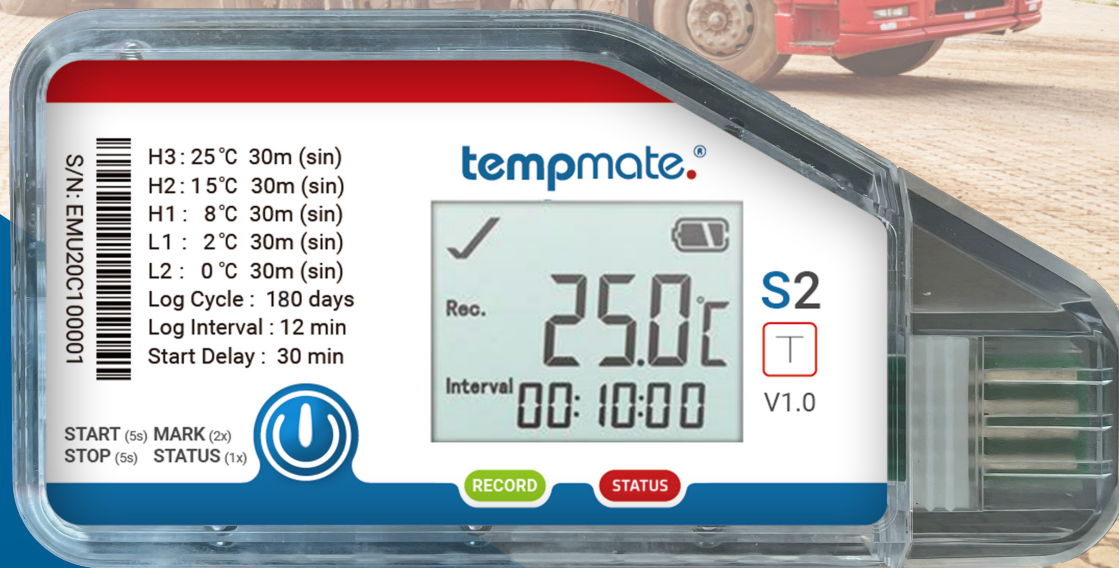 S/N: EMU20C100001
H3 : 25°C 30m (sin)
H2 : 15°C 30m (sin)
H1 : 8°C 30m (sin)
L1 : 2°C 30m (sin)
L2 : 0 °C 30m (sin)
Log Cycle : 180 days
Log Interval : 12 min
Start Delay : 30 min
START (5s) MARK (2x)
STOP (5s) STATUS (1x)
tempmate.®
Rec.
25.0°C
Interval 00:10:00
S2
T
V1.0
RECORD
STATUS